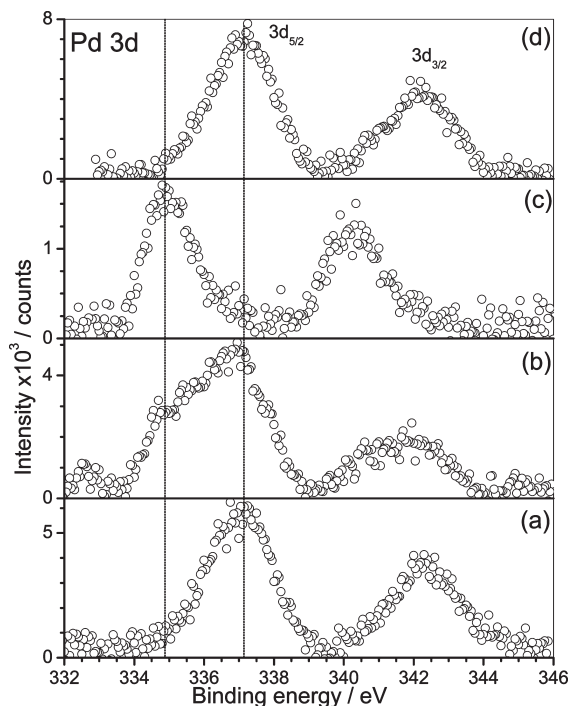 8
Pd 3d
3d5/2
(d)
3d3/2
4
0
(c)
1
0
(b)
4
0
(a)
5
0
Intensity x10³ / counts
332 334 336 338 340 342 344 346
Binding energy / eV